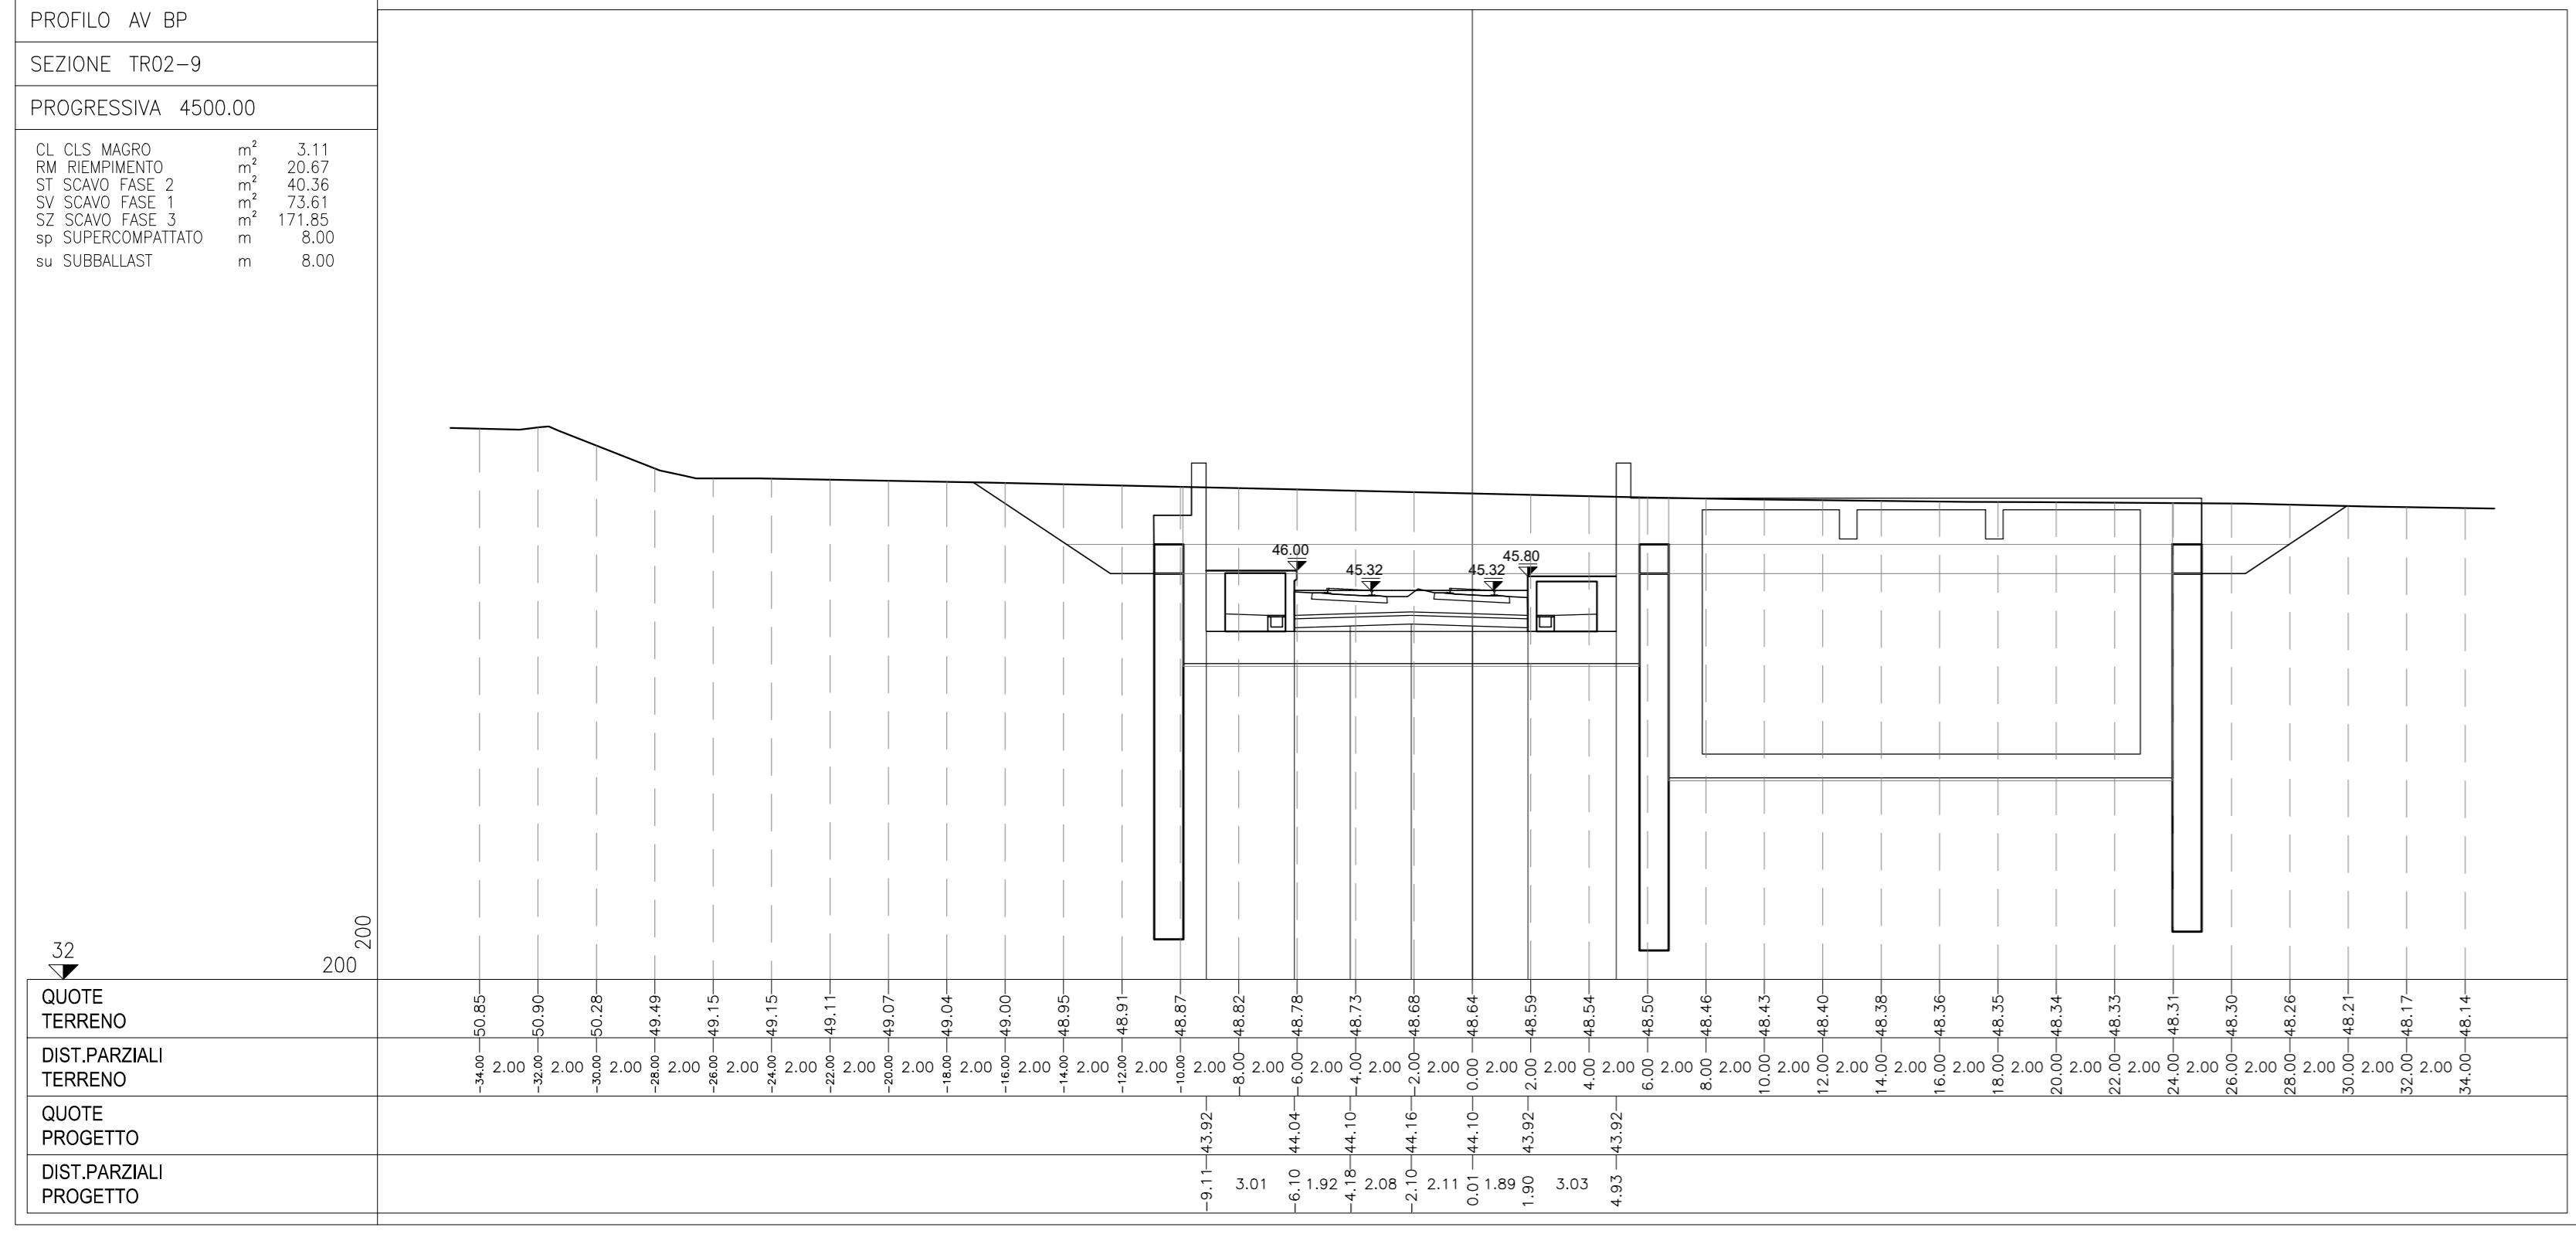 PROFILO AV BP
SEZIONE TR02-9
PROGRESSIVA 4500.00
CL CLS MAGRO m² 3.11
RM RIEMPIMENTO m² 20.67
ST SCAVO FASE 2 m² 40.36
SV SCAVO FASE 1 m² 73.61
SZ SCAVO FASE 3 m² 171.85
sp SUPERCOMPATTATO m 8.00
su SUBBALLAST m 8.00
46.00
45.32
45.32
45.80
32
200
200
QUOTE
TERRENO
50.85 50.90 50.28 49.49 49.15 49.15 49.11 49.07 49.04 49.00 48.95 48.91 48.87 48.82 48.78 48.73 48.68 48.64 48.59 48.54 48.50 48.46 48.43 48.40 48.38 48.36 48.35 48.34 48.33 48.31 48.30 48.26 48.21 48.17 48.14
DIST.PARZIALI
TERRENO
-34.00 2.00 -32.00 2.00 -30.00 2.00 -28.00 2.00 -26.00 2.00 -24.00 2.00 -22.00 2.00 -20.00 2.00 -18.00 2.00 -16.00 2.00 -14.00 2.00 -12.00 2.00 -10.00 2.00 -8.00 2.00 -6.00 2.00 -4.00 2.00 -2.00 2.00 0.00 2.00 2.00 2.00 4.00 2.00 6.00 2.00 8.00 2.00 10.00 2.00 12.00 2.00 14.00 2.00 16.00 2.00 18.00 2.00 20.00 2.00 22.00 2.00 24.00 2.00 26.00 2.00 28.00 2.00 30.00 2.00 32.00 2.00 34.00
QUOTE
PROGETTO
43.92 44.04 44.10 44.16 44.10 43.92 43.92
DIST.PARZIALI
PROGETTO
-9.11 3.01 -6.10 1.92 -4.18 2.08 -2.10 2.11 0.01 1.89 1.90 3.03 4.93